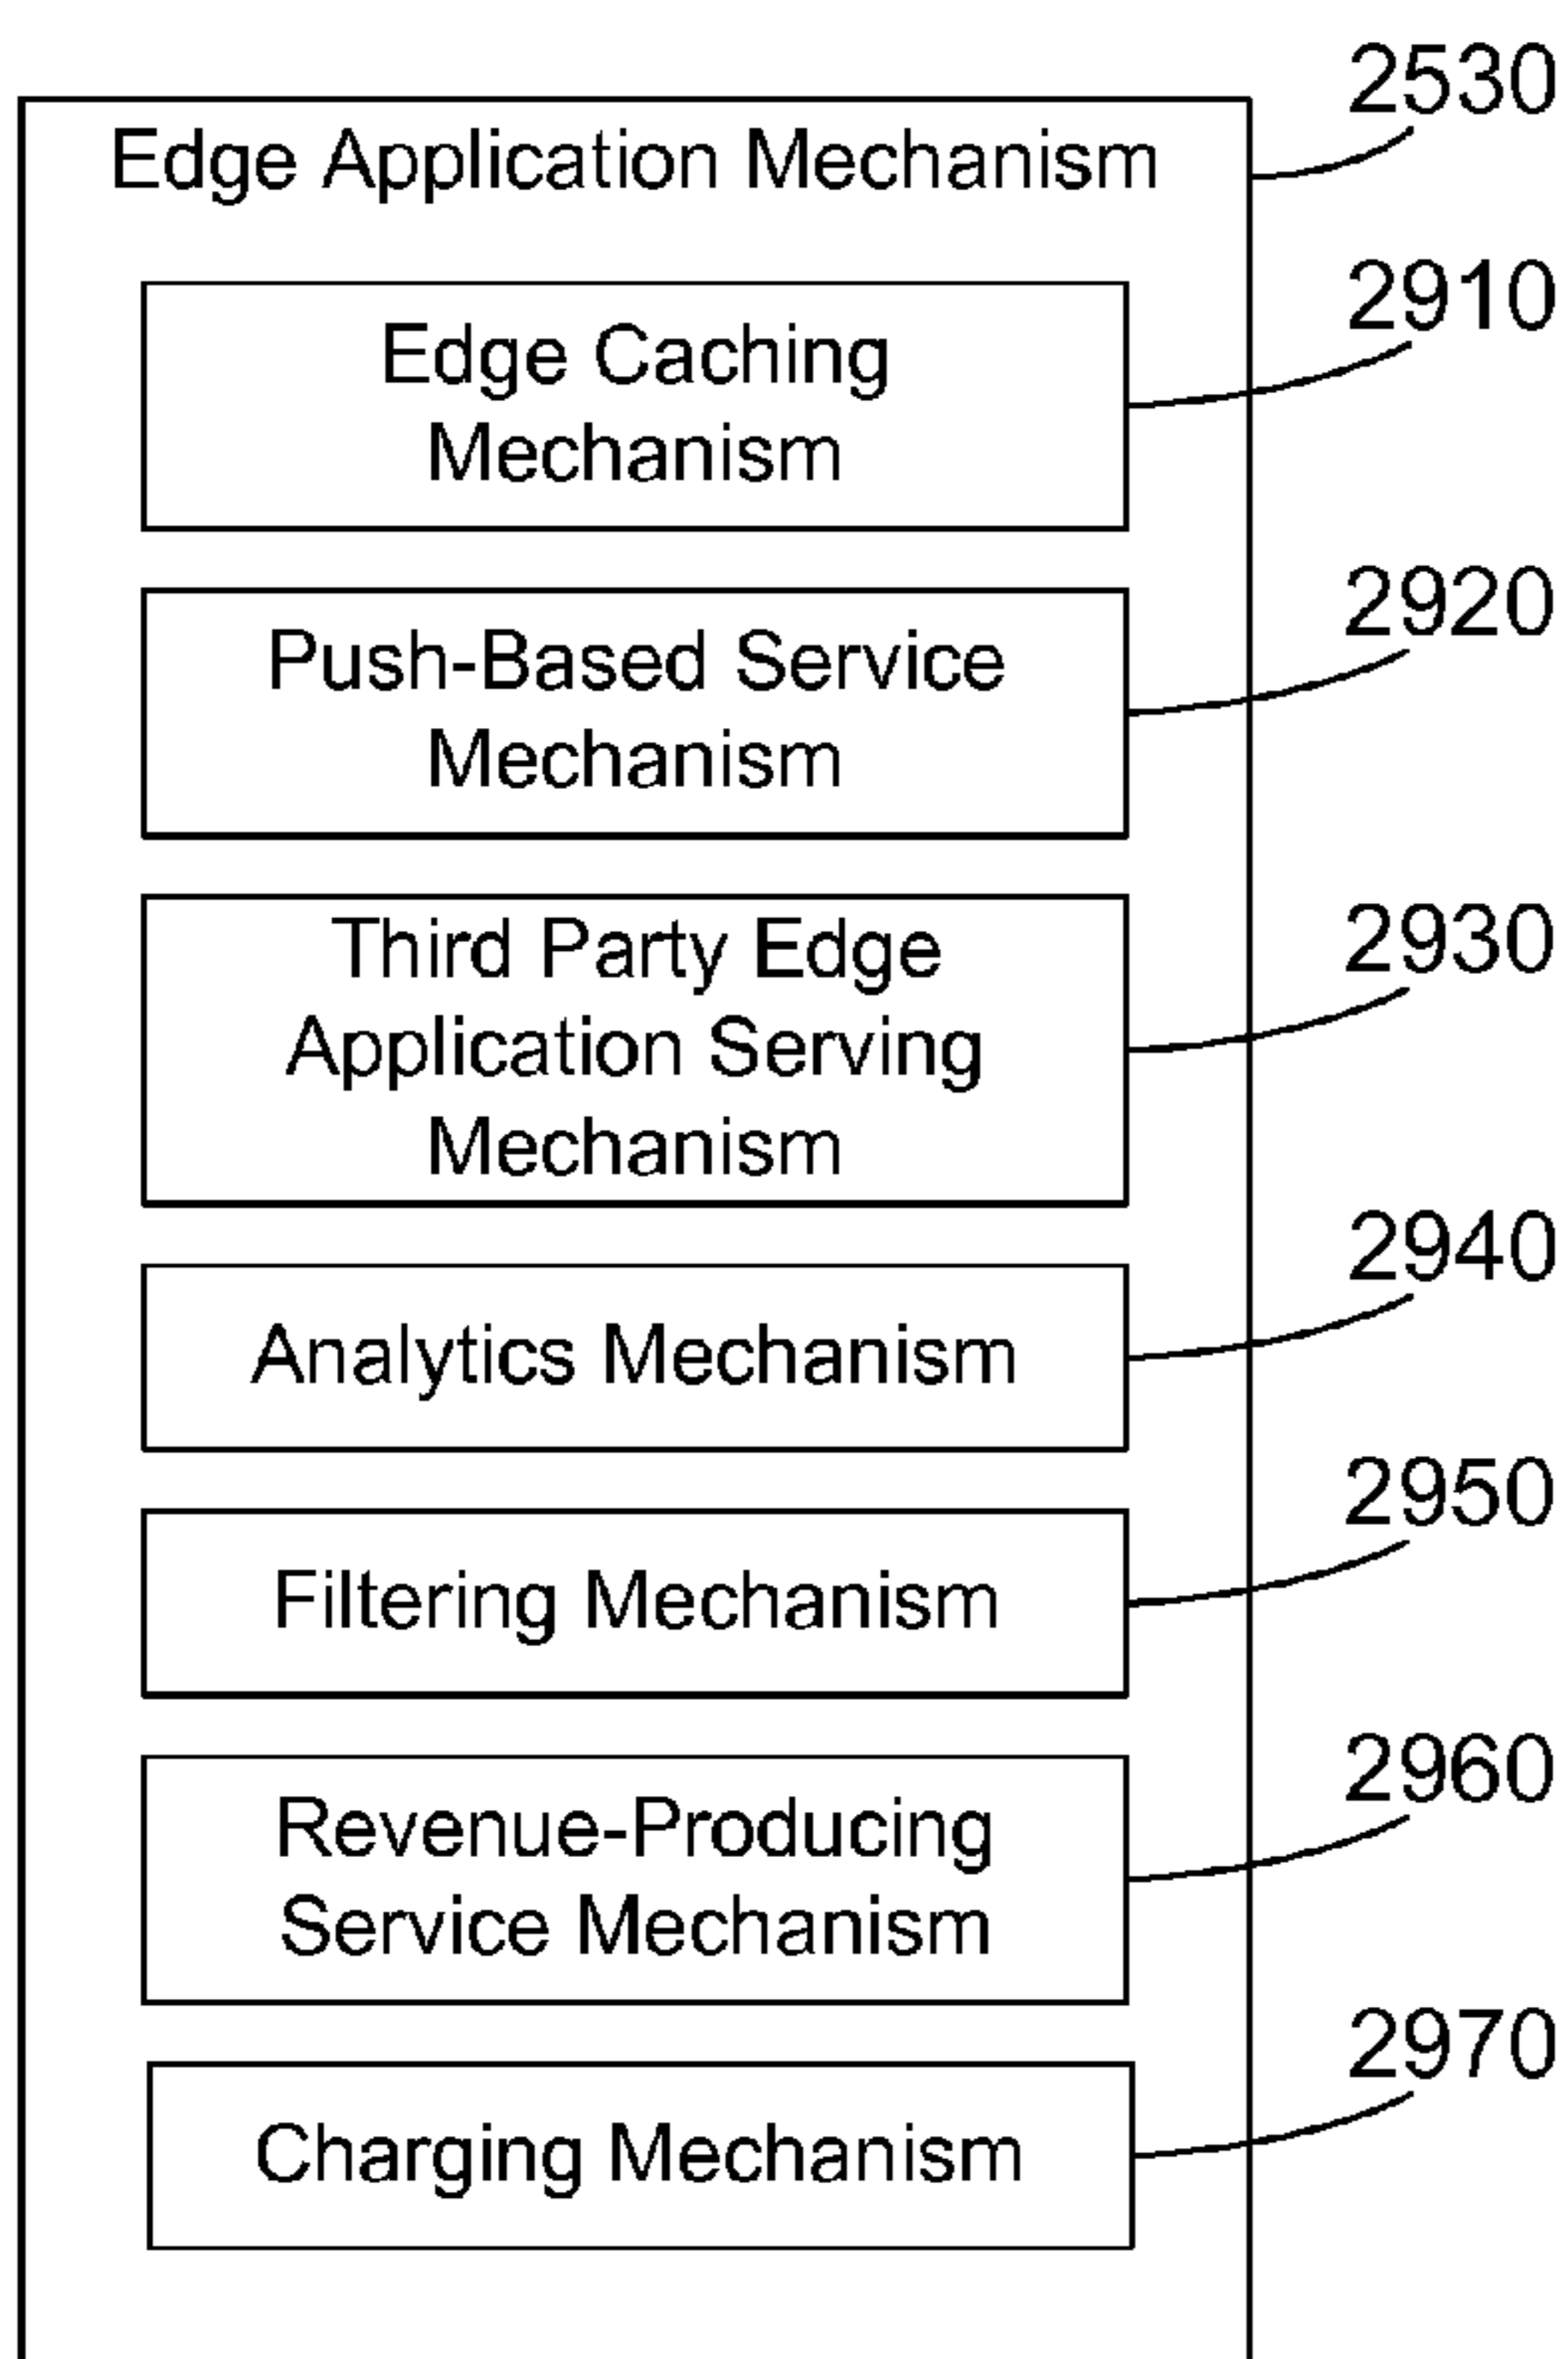 2530
Edge Application Mechanism
2910
Edge Caching
Mechanism
2920
Push-Based Service
Mechanism
2930
Third Party Edge
Application Serving
Mechanism
2940
Analytics Mechanism
2950
Filtering Mechanism
2960
Revenue-Producing
Service Mechanism
2970
Charging Mechanism